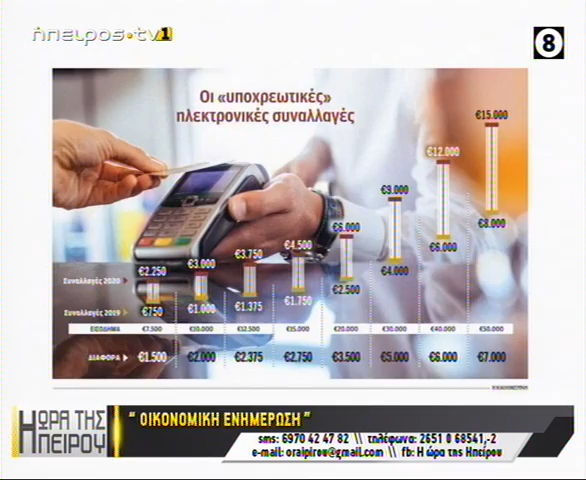 ήπειρος•tv1
8
Οι «υποχρεωτικές»
ηλεκτρονικές συναλλαγές
€2.250 €3.000 €3.750 €4.500 €6.000 €9.000 €12.000 €15.000
Συναλλαγές 2020
Συναλλαγές 2019
€750 €1.000 €1.375 €1.750 €2.500 €4.000 €6.000 €8.000
ΕΙΣΟΔΗΜΑ €7.500 €10.000 €12.500 €15.000 €20.000 €30.000 €40.000 €50.000
ΔΙΑΦΟΡΑ €1.500 €2.000 €2.375 €2.750 €3.500 €5.000 €6.000 €7.000
Η ΩΡΑ ΤΗΣ
ΗΠΕΙΡΟΥ
" ΟΙΚΟΝΟΜΙΚΗ ΕΝΗΜΕΡΩΣΗ "
sms: 6970 42 47 82 \\ τηλέφωνα: 2651 0 68541,-2
e-mail: oraipirou@gmail.com \\ fb: Η ώρα της Ηπείρου